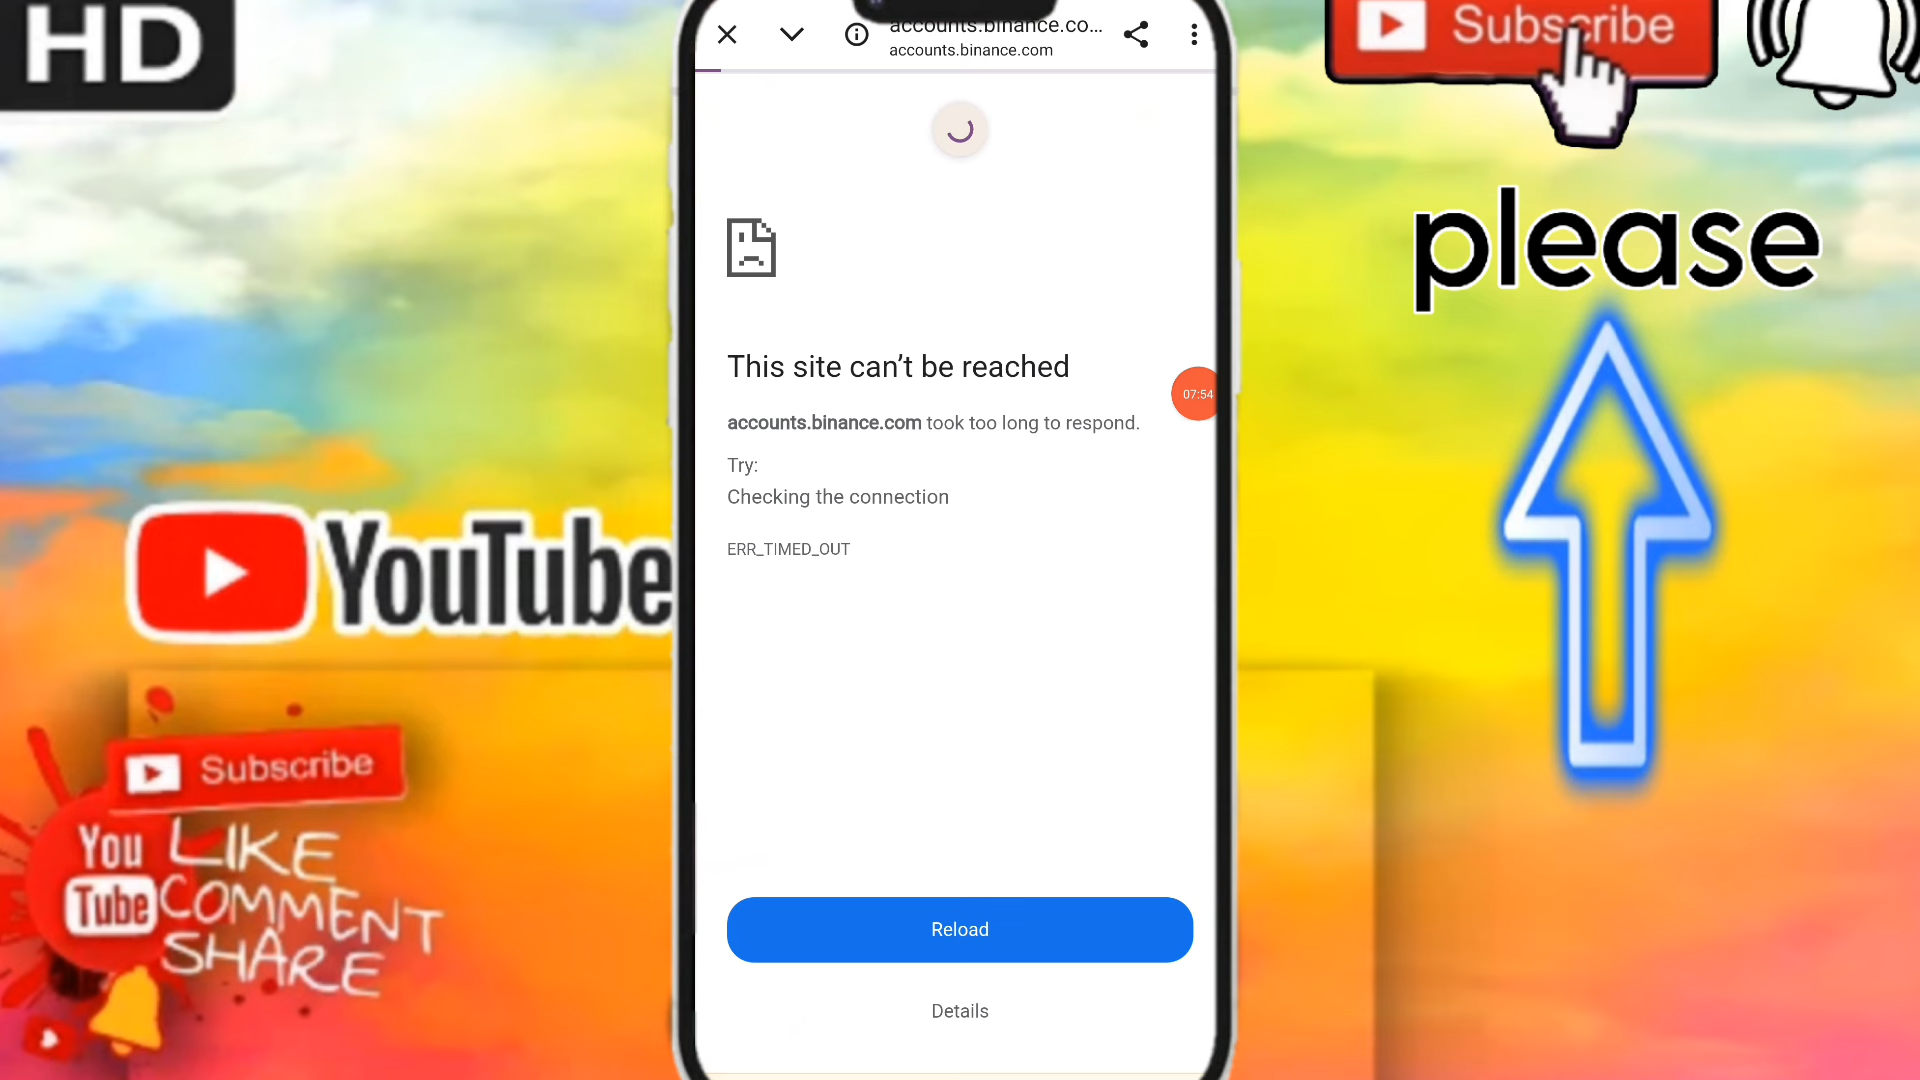 HD
accounts.binance.co...
accounts.binance.com
This site can't be reached
accounts.binance.com took too long to respond.
Try:
Checking the connection
ERR_TIMED_OUT
07:54
Reload
Details
Subscribe
please
YouTube
Subscribe
You
Tube
LIKE
COMMENT
SHARE